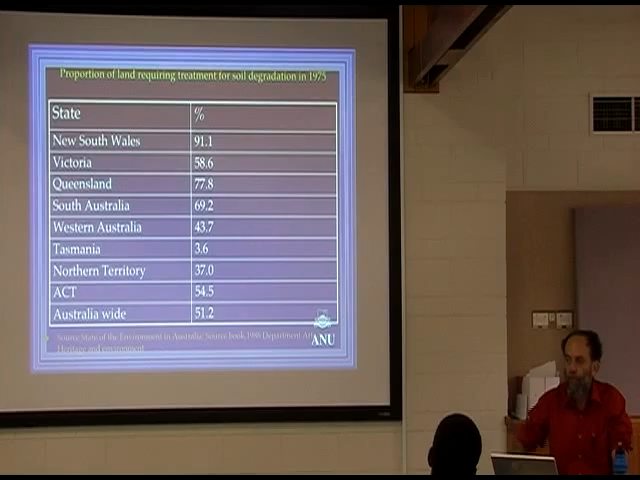 Proportion of land requiring treatment for soil degradation in 1975
State %
New South Wales 91.1
Victoria 58.6
Queensland 77.8
South Australia 69.2
Western Australia 43.7
Tasmania 3.6
Northern Territory 37.0
ACT 54.5
Australia wide 51.2
Source State of the Environment in Australia: Source book, 1986 Department
Heritage and environment
ANU